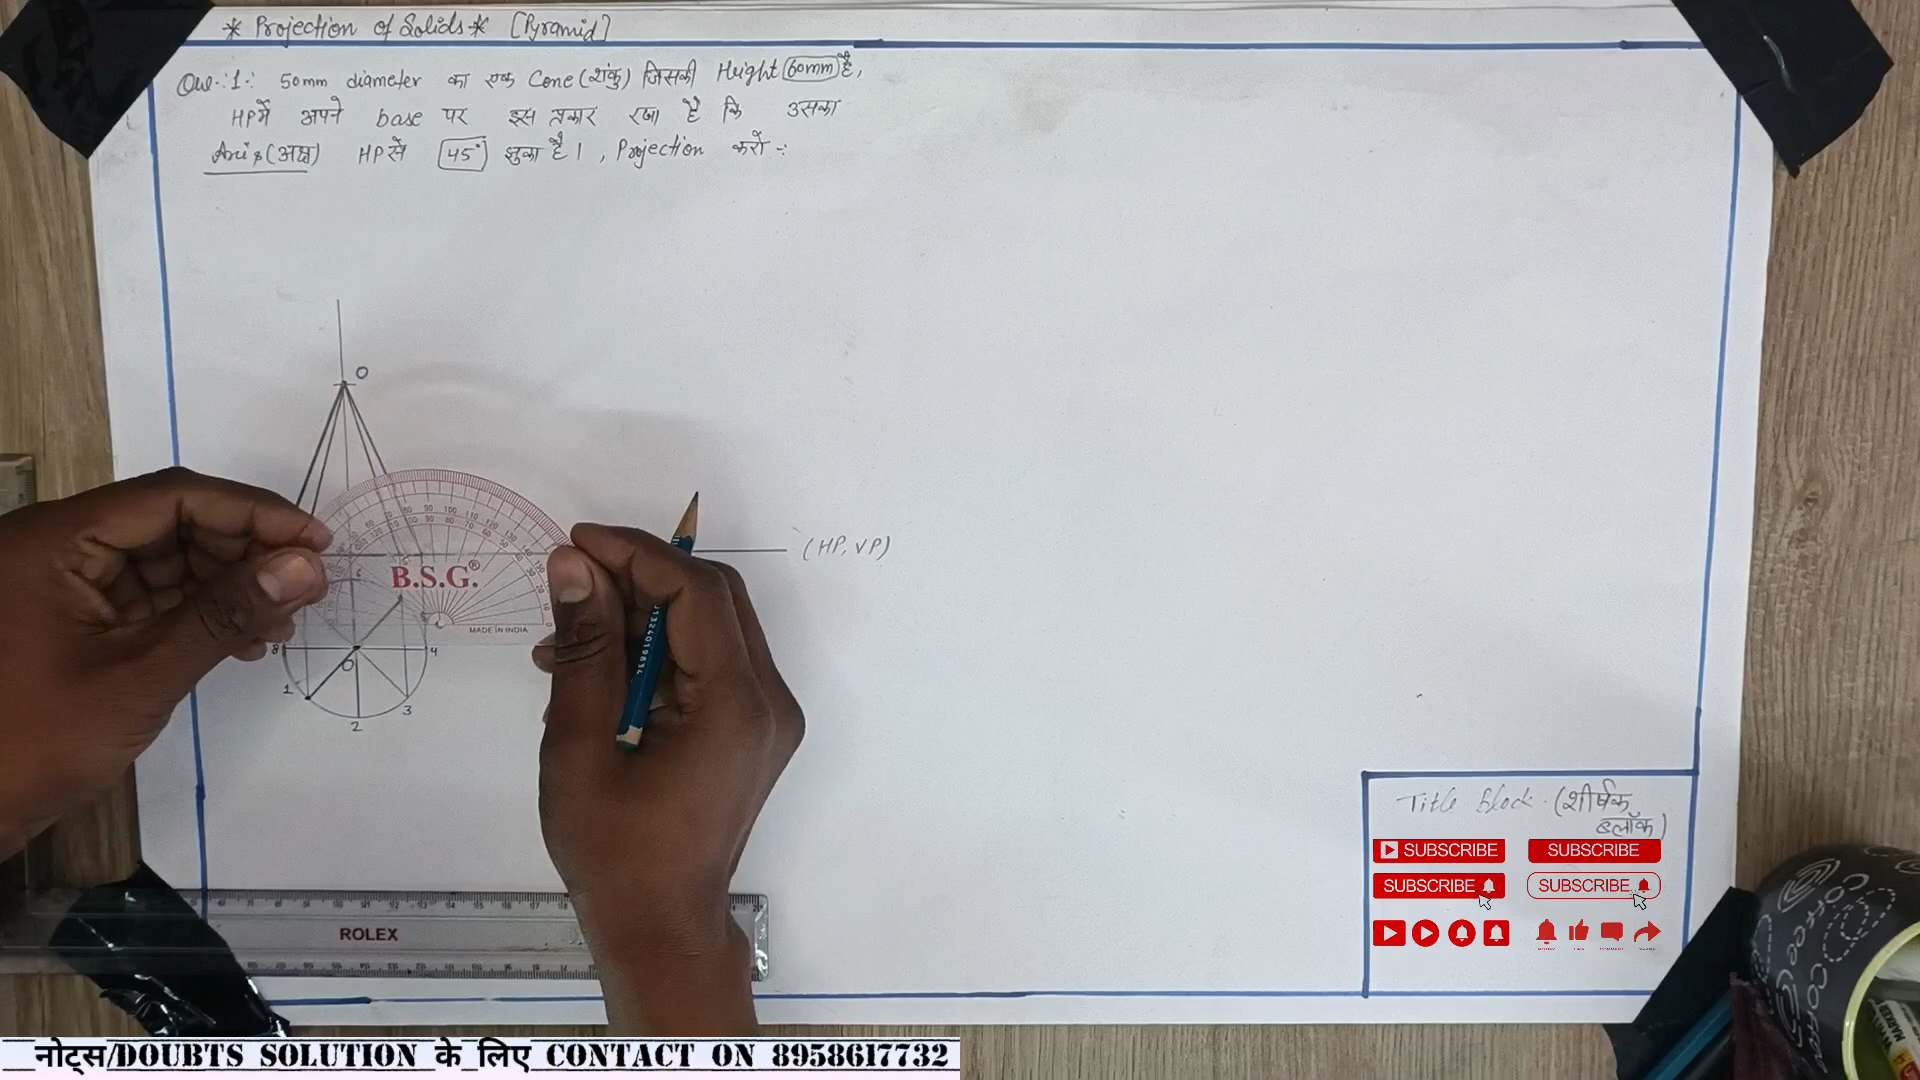 * Projection of Solids * [Pyramid]
Que.:1:- 50mm diameter का एक Cone (शंकु) जिसकी Height 60mm है,
HP में अपने base पर इस प्रकार रखा है कि उसका
Axis (अक्ष) HP से 45° झुका है। , Projection करो -:
O
(HP, VP)
B.S.G.®
MADE IN INDIA
8
O
4
1
3
2
Title Block. (शीर्षक
ब्लॉक)
SUBSCRIBE SUBSCRIBE
SUBSCRIBE SUBSCRIBE
ROLEX
नोट्स/DOUBTS SOLUTION के लिए CONTACT ON 8958617732